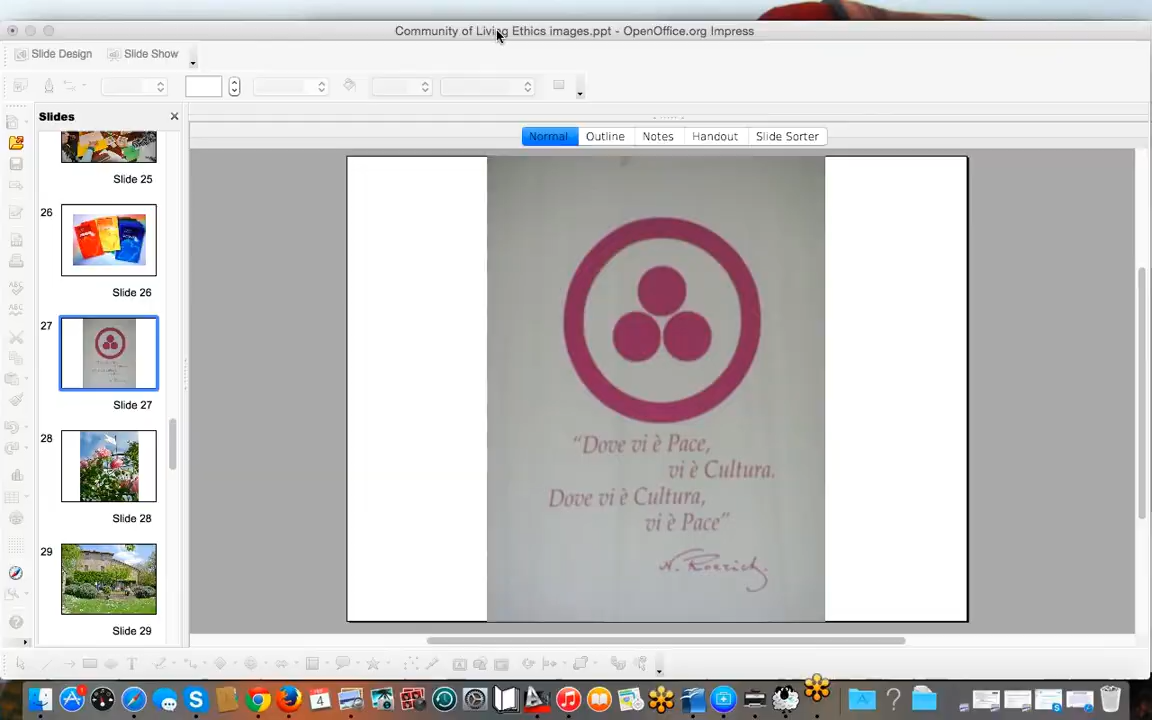 Community of Living Ethics images.ppt - OpenOffice.org Impress
Slide Design
Slide Show
Slides
Normal
Outline
Notes
Handout
Slide Sorter
Slide 25
26
Slide 26
27
Slide 27
28
Slide 28
29
Slide 29
“Dove vi è Pace,
vi è Cultura.
Dove vi è Cultura,
vi è Pace”
N. Roerich
4